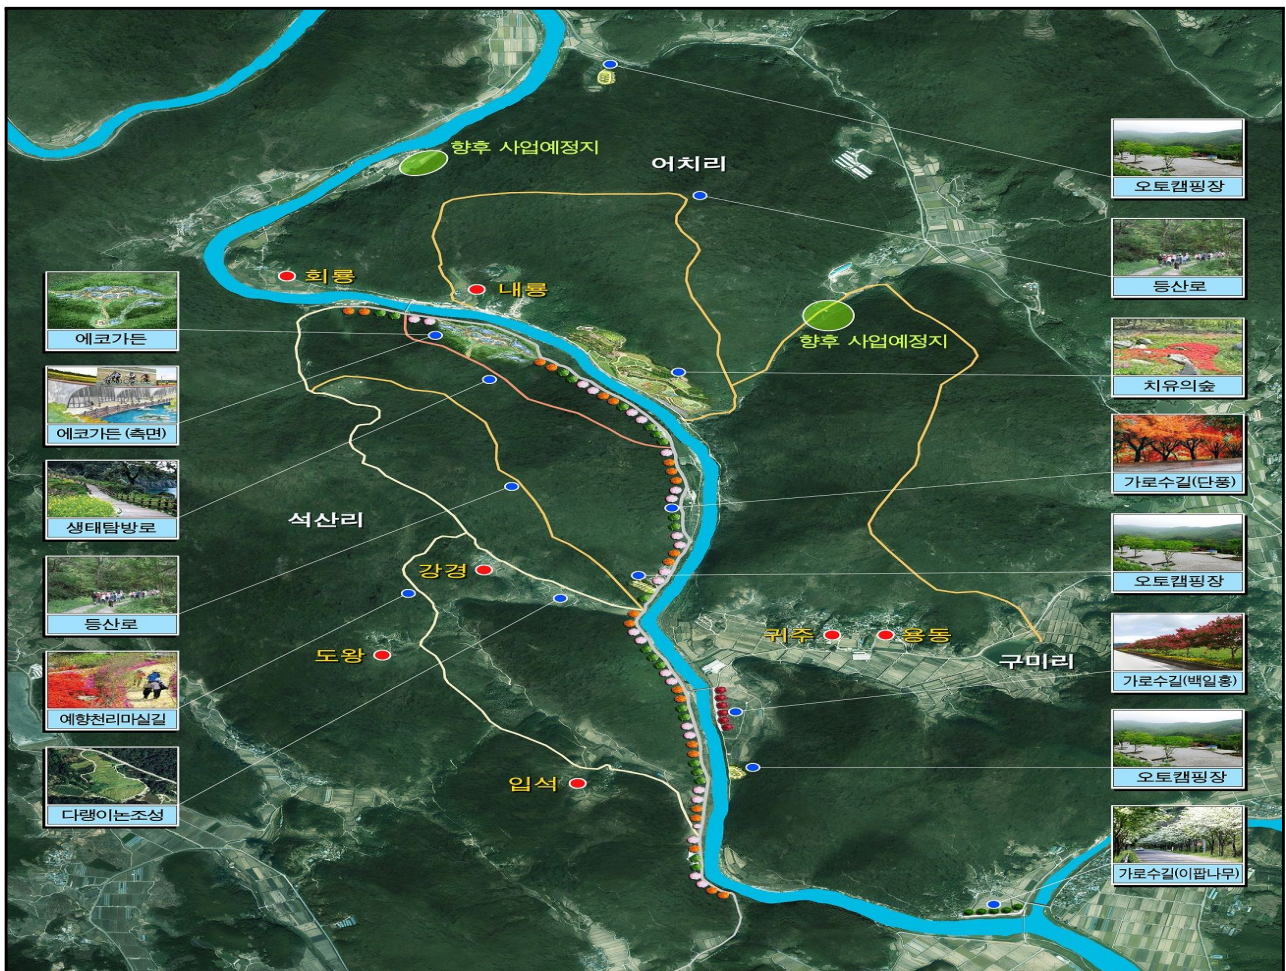 향후 사업예정지
어치리
오토캠핑장
등산로
회룡
내룡
향후 사업예정지
에코가든
치유의숲
에코가든 (측면)
가로수길(단풍)
생태탐방로
석산리
강경
오토캠핑장
등산로
귀주
용동
구미리
도왕
가로수길(백일홍)
예향천리마실길
입석
오토캠핑장
다랭이논조성
가로수길(이팝나무)